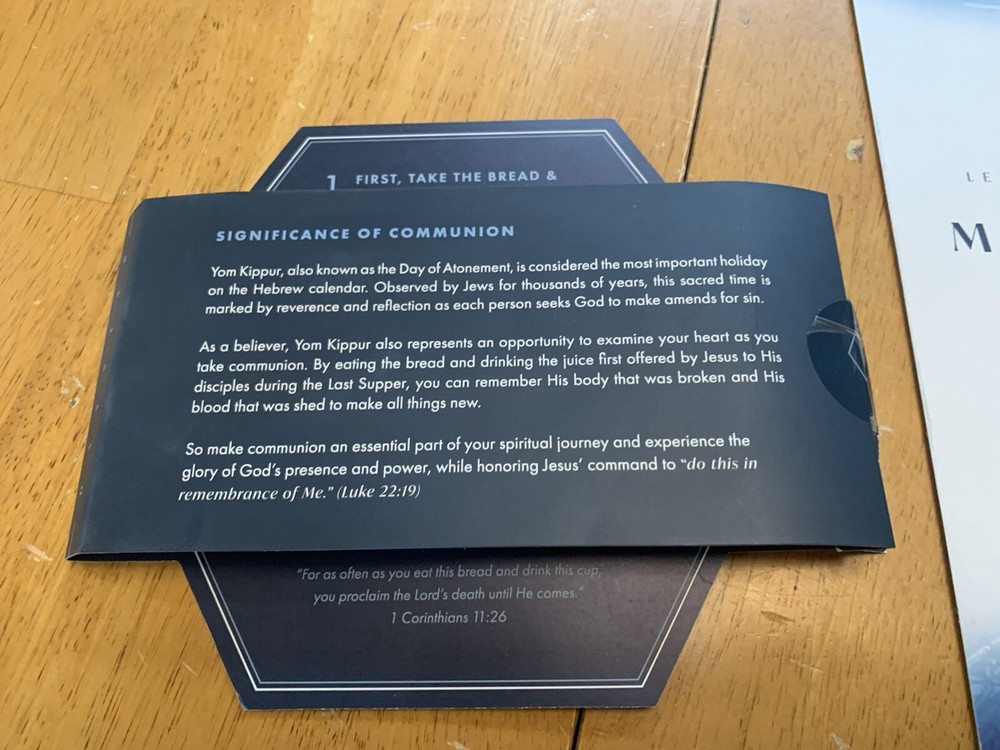 1 FIRST, TAKE THE BREAD &
SIGNIFICANCE OF COMMUNION
Yom Kippur, also known as the Day of Atonement, is considered the most important holiday
on the Hebrew calendar. Observed by Jews for thousands of years, this sacred time is
marked by reverence and reflection as each person seeks God to make amends for sin.
As a believer, Yom Kippur also represents an opportunity to examine your heart as you
take communion. By eating the bread and drinking the juice first offered by Jesus to His
disciples during the Last Supper, you can remember His body that was broken and His
blood that was shed to make all things new.
So make communion an essential part of your spiritual journey and experience the
glory of God's presence and power, while honoring Jesus' command to "do this in
remembrance of Me." (Luke 22:19)
"For as often as you eat this bread and drink this cup,
you proclaim the Lord's death until He comes."
1 Corinthians 11:26
LE
M